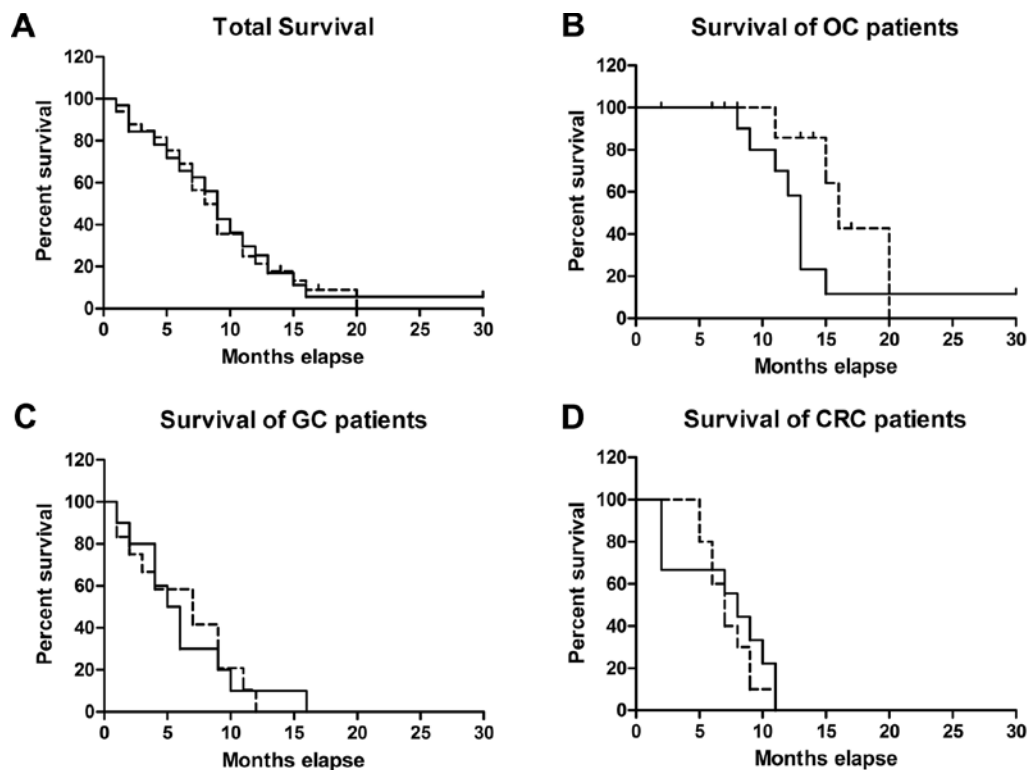 A
Total Survival
120
100
80
60
40
20
0
Percent survival
0 5 10 15 20 25 30
Months elapse
B
Survival of OC patients
120
100
80
60
40
20
0
Percent survival
0 5 10 15 20 25 30
Months elapse
C
Survival of GC patients
120
100
80
60
40
20
0
Percent survival
0 5 10 15 20 25 30
Months elapse
D
Survival of CRC patients
120
100
80
60
40
20
0
Percent survival
0 5 10 15 20 25 30
Months elapse